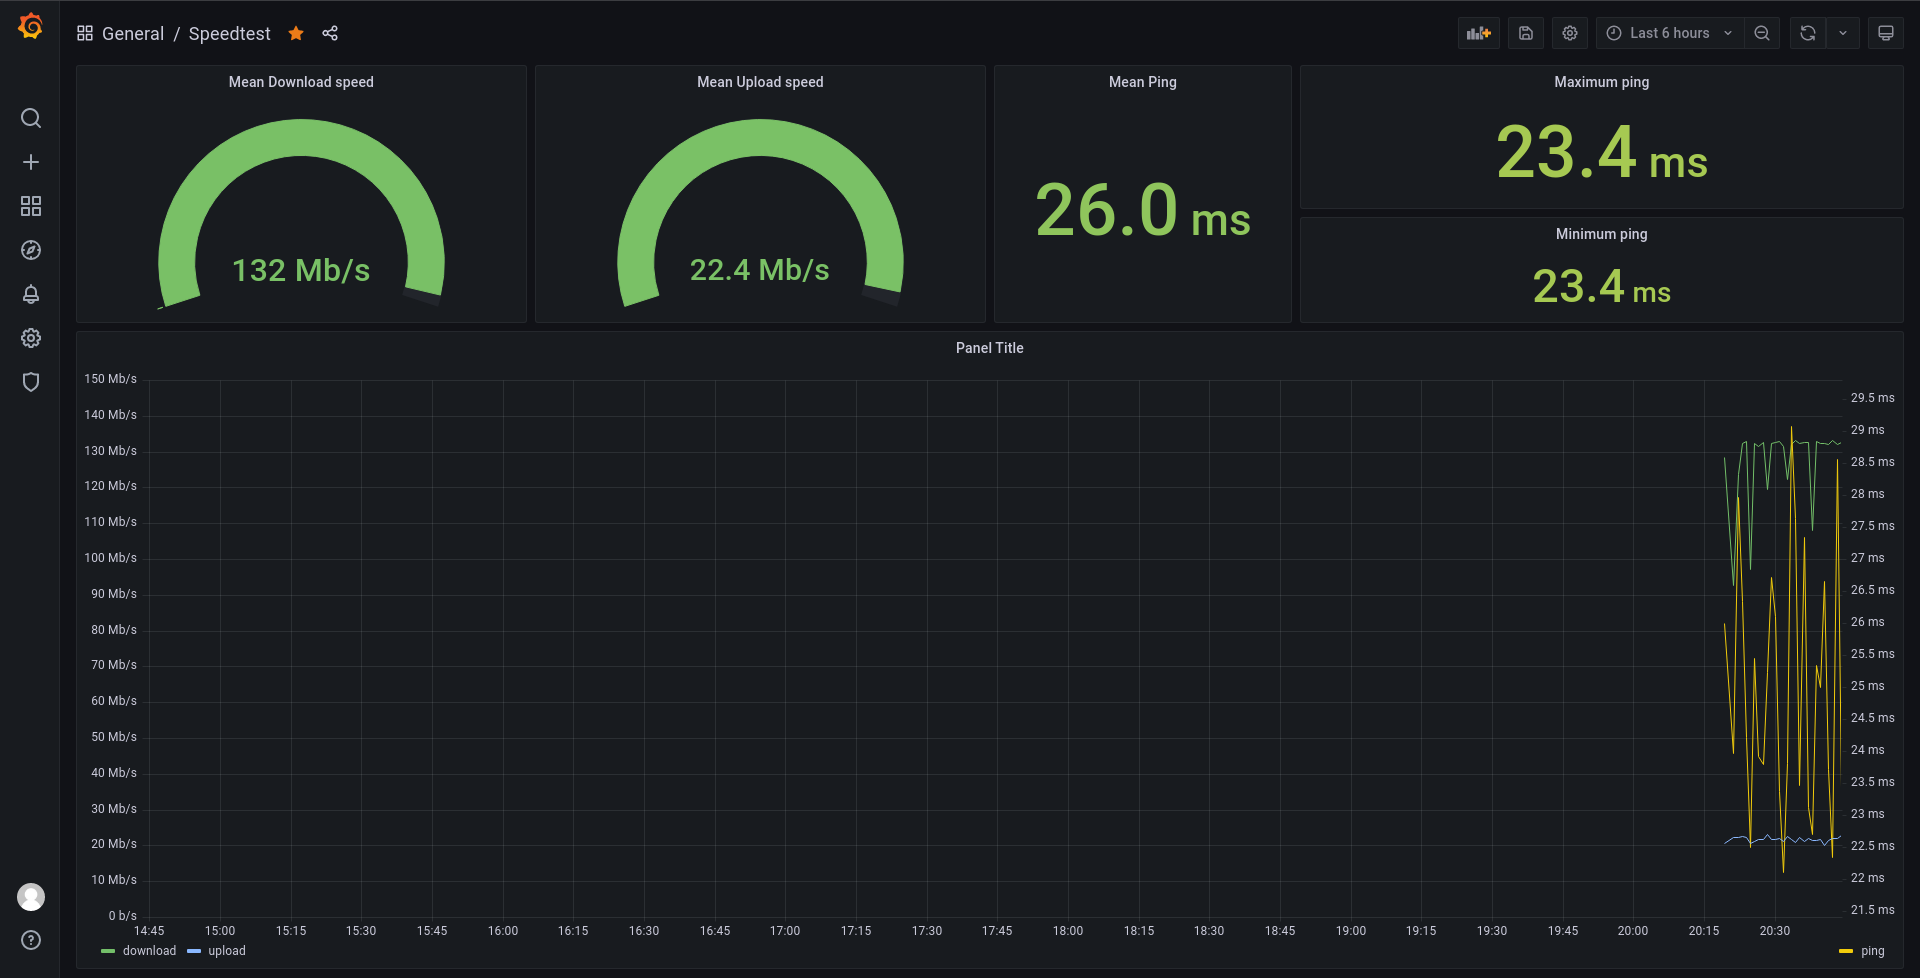 General / Speedtest
Last 6 hours
Mean Download speed
132 Mb/s
Mean Upload speed
22.4 Mb/s
Mean Ping
26.0 ms
Maximum ping
23.4 ms
Minimum ping
23.4 ms
Panel Title
150 Mb/s
140 Mb/s
130 Mb/s
120 Mb/s
110 Mb/s
100 Mb/s
90 Mb/s
80 Mb/s
70 Mb/s
60 Mb/s
50 Mb/s
40 Mb/s
30 Mb/s
20 Mb/s
10 Mb/s
0 b/s
29.5 ms
29 ms
28.5 ms
28 ms
27.5 ms
27 ms
26.5 ms
26 ms
25.5 ms
25 ms
24.5 ms
24 ms
23.5 ms
23 ms
22.5 ms
22 ms
21.5 ms
14:45 15:00 15:15 15:30 15:45 16:00 16:15 16:30 16:45 17:00 17:15 17:30 17:45 18:00 18:15 18:30 18:45 19:00 19:15 19:30 19:45 20:00 20:15 20:30
download upload ping